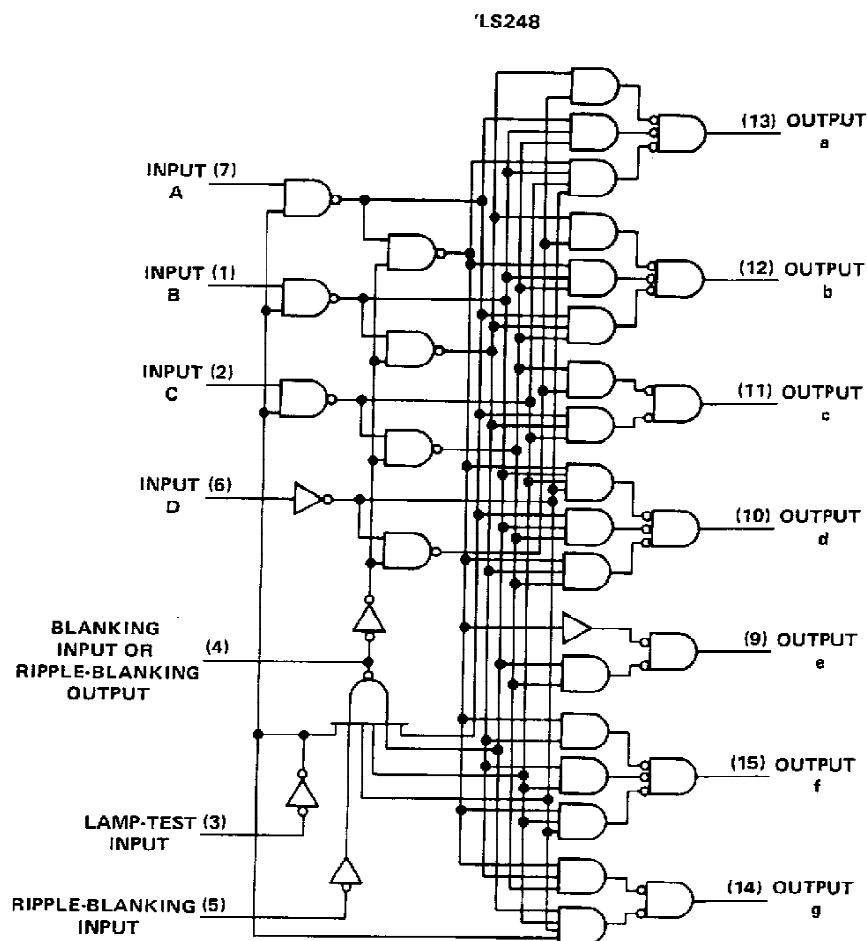 'LS248
(13) OUTPUT
a
INPUT (7)
A
(12) OUTPUT
b
INPUT (1)
B
INPUT (2)
C
(11) OUTPUT
c
INPUT (6)
D
(10) OUTPUT
d
BLANKING
INPUT OR (4)
RIPPLE-BLANKING
OUTPUT
(9) OUTPUT
e
(15) OUTPUT
f
LAMP-TEST (3)
INPUT
(14) OUTPUT
g
RIPPLE-BLANKING (5)
INPUT